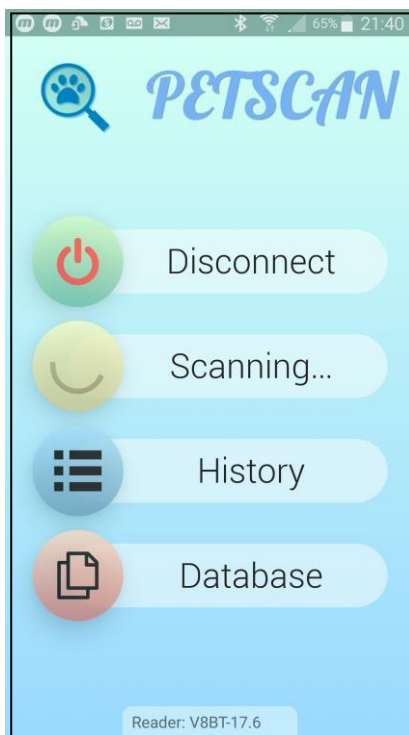 65% 21:40
PETSCAN
Disconnect
Scanning...
History
Database
Reader: V8BT-17.6